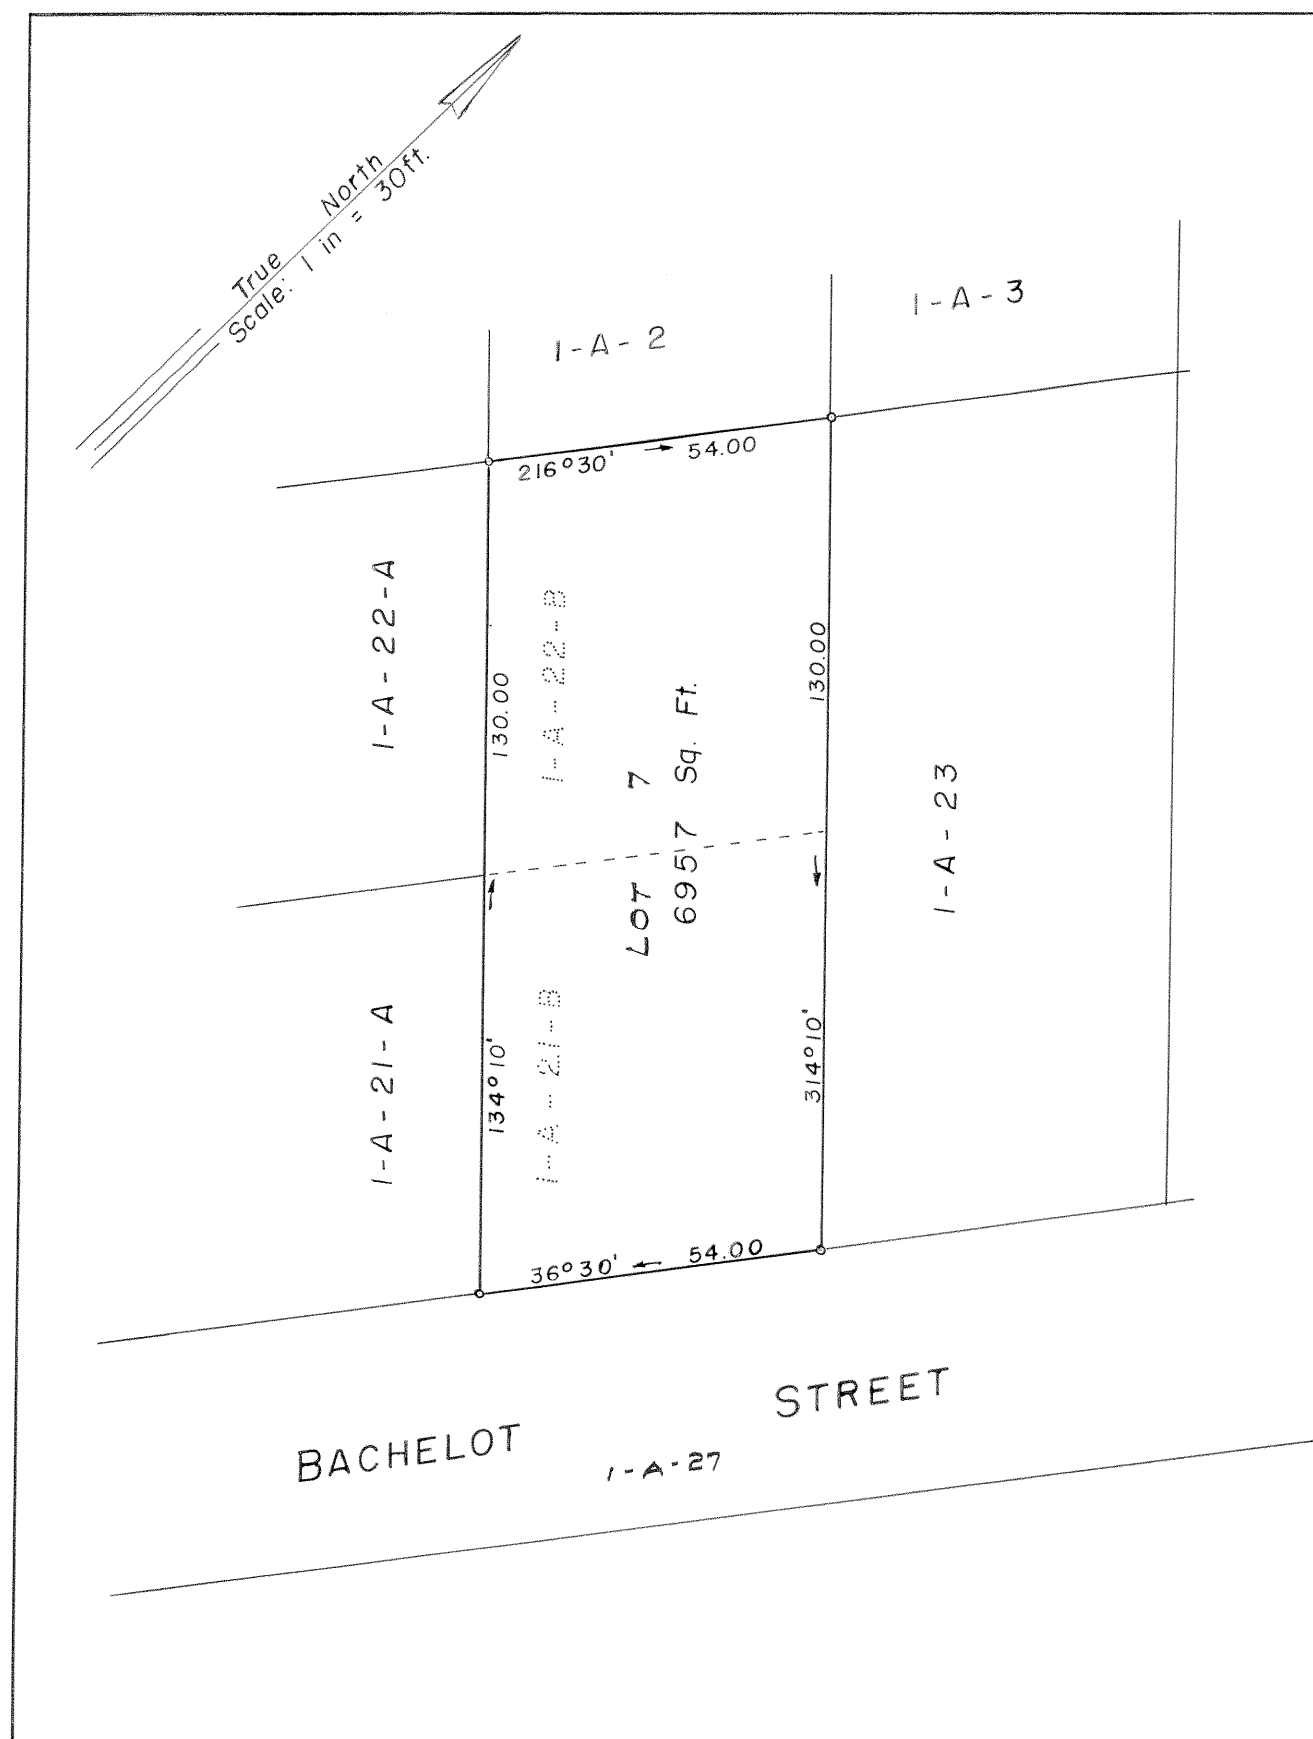 True North
Scale: 1 in = 30ft.
1-A-2
1-A-3
216°30' → 54.00
1-A-22-A
130.00
1-A-22-B
LOT 7
6957 Sq. Ft.
130.00
1-A-23
1-A-21-A
134°10'
1-A-21-B
314°10'
36°30' ← 54.00
BACHELOT STREET
1-A-27